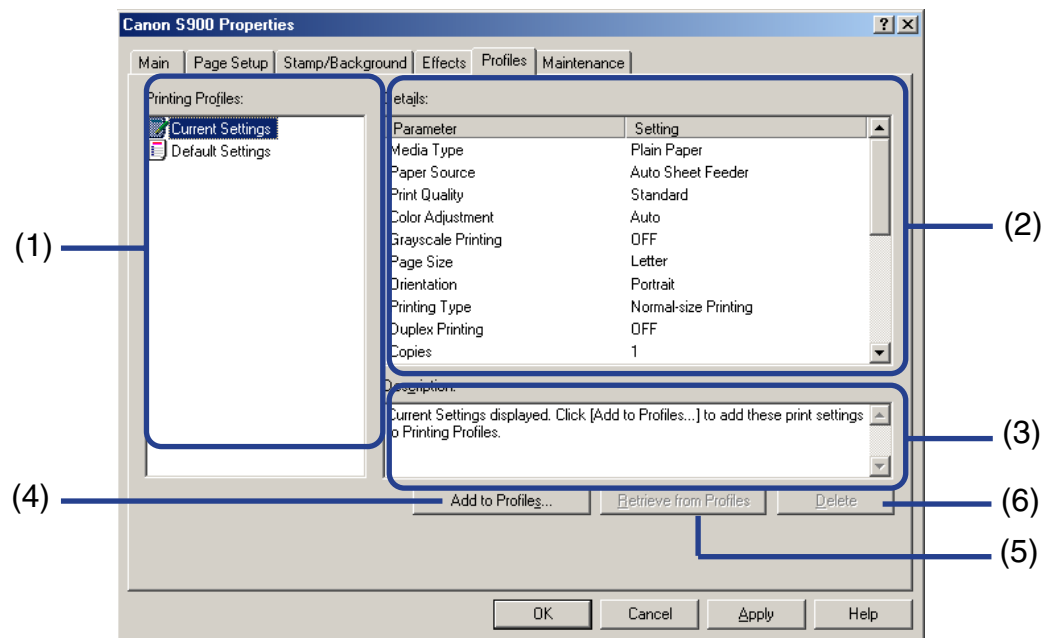 Canon S900 Properties
Main Page Setup Stamp/Background Effects Profiles Maintenance
Printing Profiles:
Current Settings
Default Settings
Details:
Parameter Setting
Media Type Plain Paper
Paper Source Auto Sheet Feeder
Print Quality Standard
Color Adjustment Auto
Grayscale Printing OFF
Page Size Letter
Orientation Portrait
Printing Type Normal-size Printing
Duplex Printing OFF
Copies 1
Description:
Current Settings displayed. Click [Add to Profiles...] to add these print settings
to Printing Profiles.
Add to Profiles... Retrieve from Profiles Delete
OK Cancel Apply Help
(1)
(2)
(3)
(4)
(6)
(5)